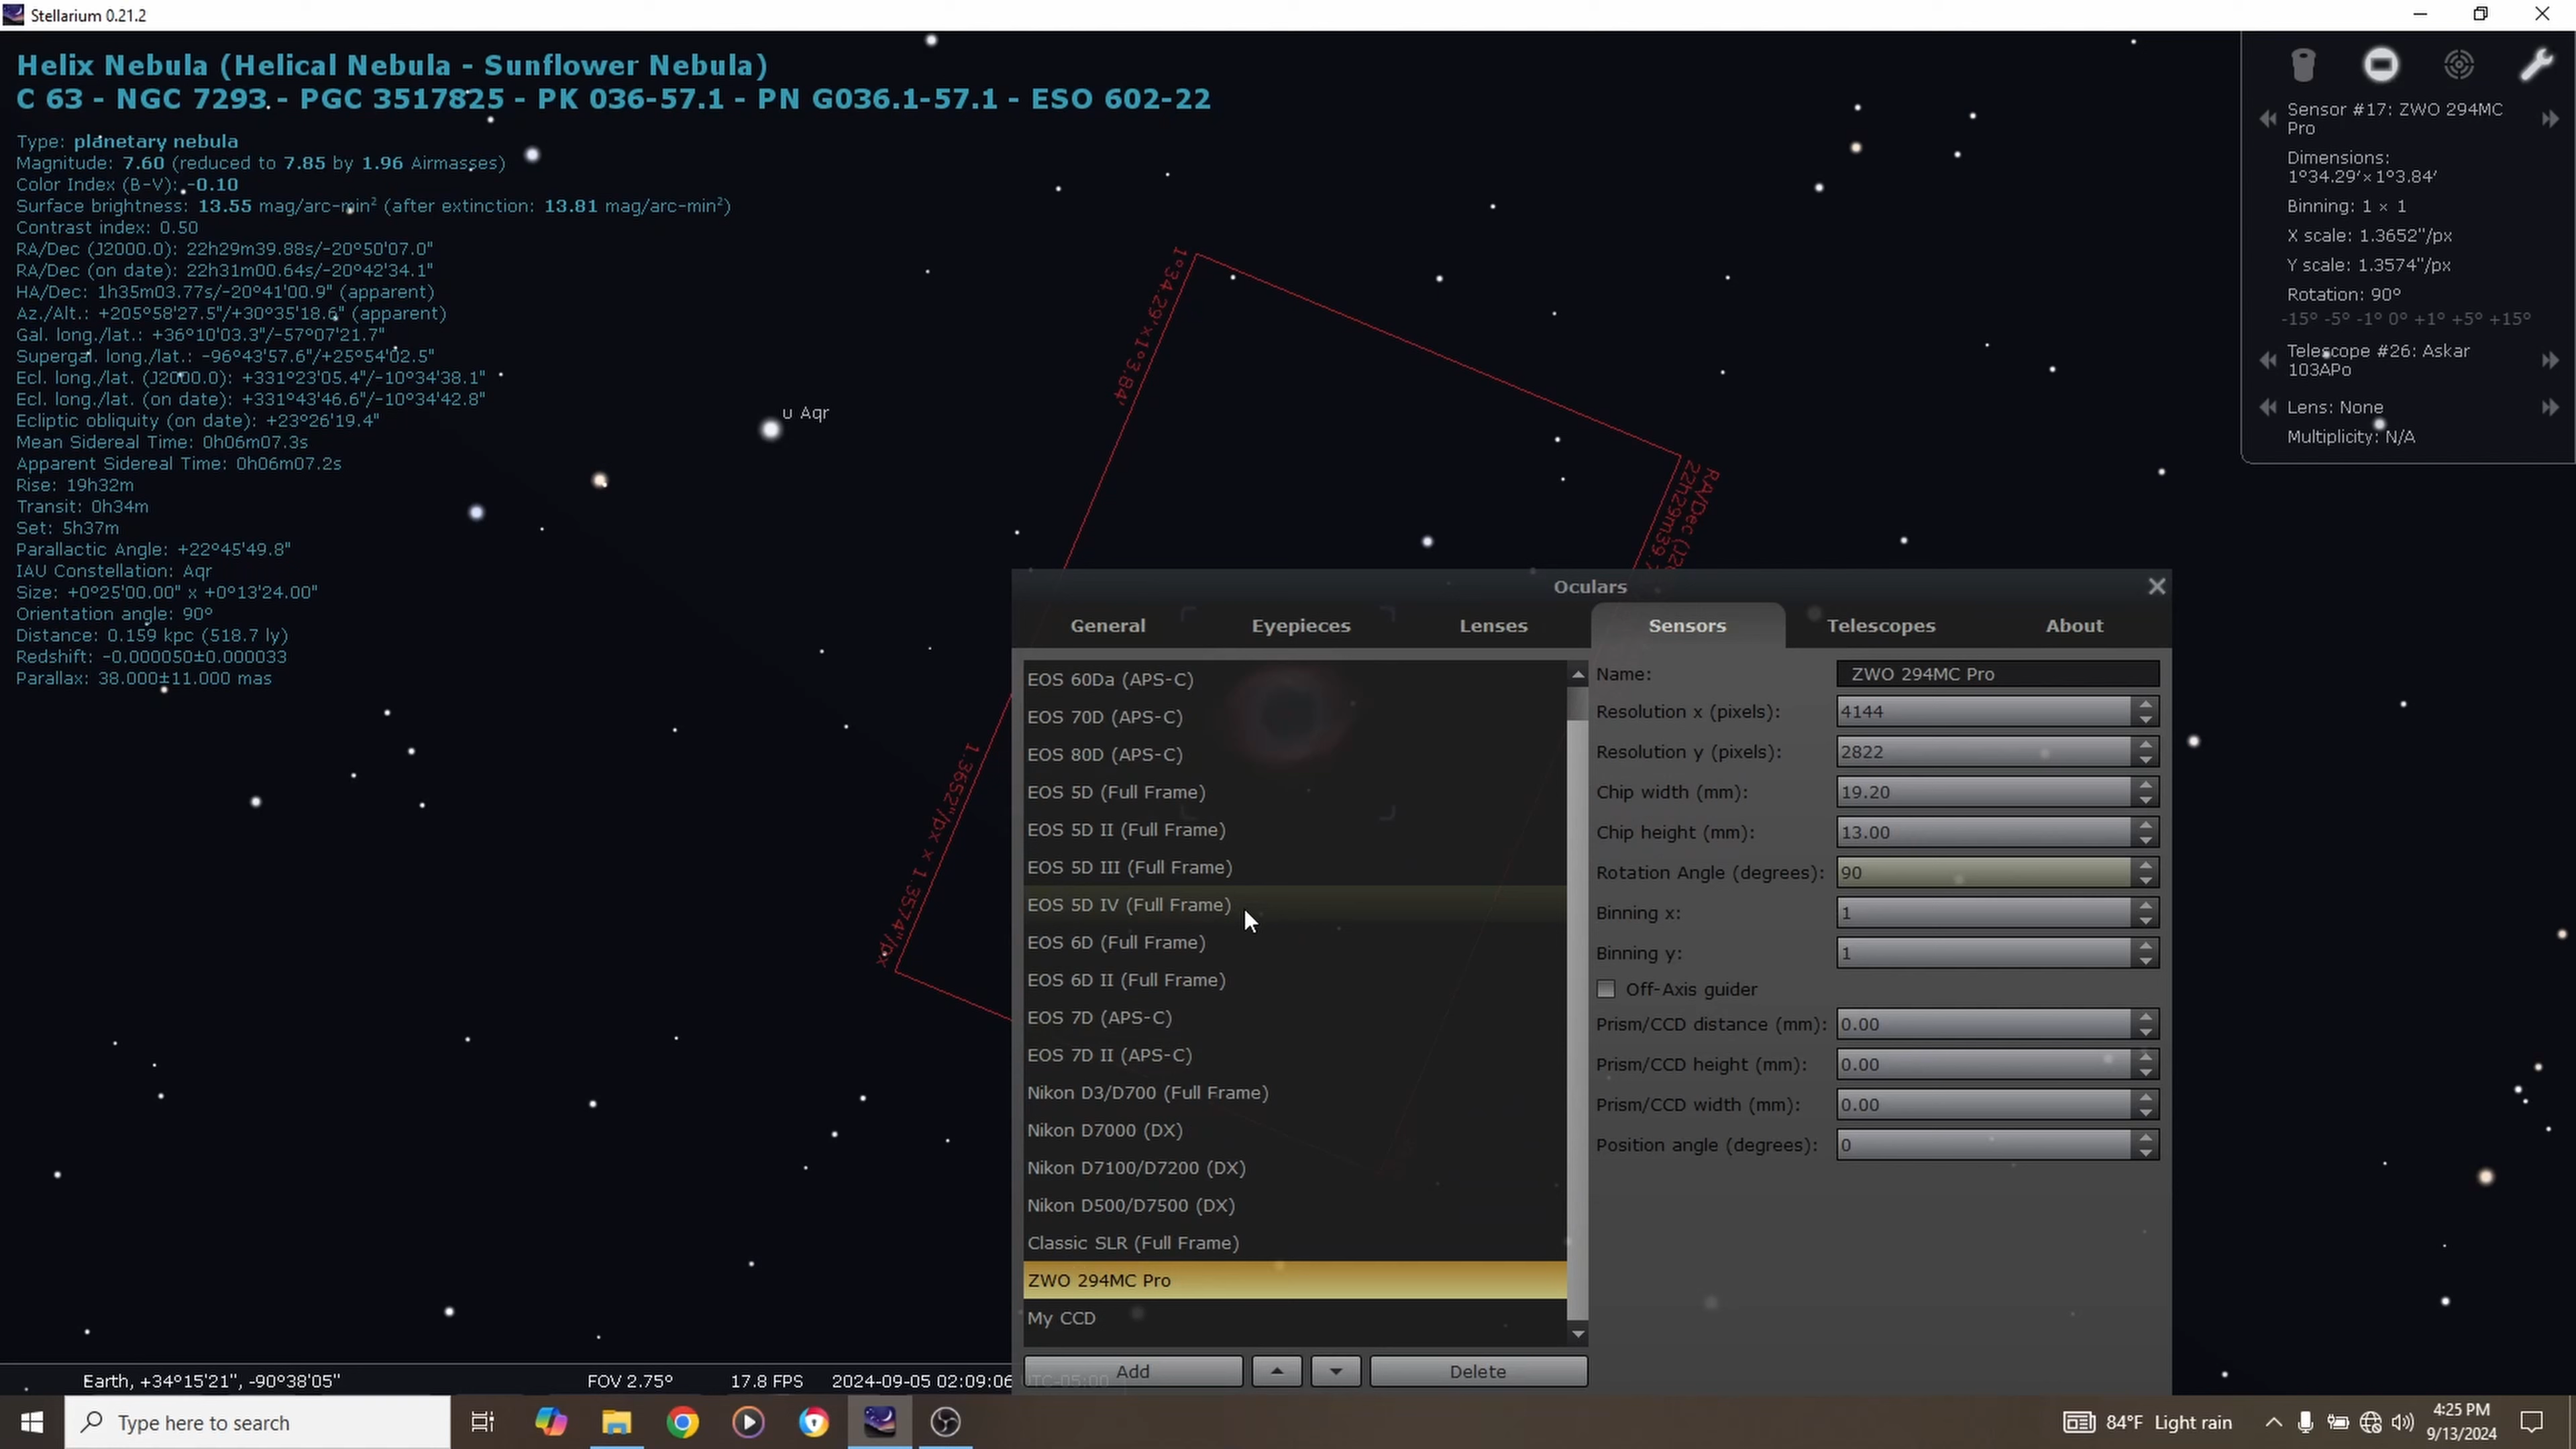 Stellarium 0.21.2
Helix Nebula (Helical Nebula - Sunflower Nebula)
C 63 - NGC 7293 - PGC 3517825 - PK 036-57.1 - PN G036.1-57.1 - ESO 602-22
Type: planetary nebula
Magnitude: 7.60 (reduced to 7.85 by 1.96 Airmasses)
Color Index (B-V): -0.10
Surface brightness: 13.55 mag/arc-min² (after extinction: 13.81 mag/arc-min²)
Contrast index: 0.50
RA/Dec (J2000.0): 22h29m39.88s/-20°50'07.0"
RA/Dec (on date): 22h31m00.64s/-20°42'34.1"
HA/Dec: 1h35m03.77s/-20°41'00.9" (apparent)
Az./Alt.: +205°58'27.5"/+30°35'18.6" (apparent)
Gal. long./lat.: +36°10'03.3"/-57°07'21.7"
Supergal. long./lat.: -96°43'57.6"/+25°54'02.5"
Ecl. long./lat. (J2000.0): +331°23'05.4"/-10°34'38.1"
Ecl. long./lat. (on date): +331°43'46.6"/-10°34'42.8"
Ecliptic obliquity (on date): +23°26'19.4"
Mean Sidereal Time: 0h06m07.3s
Apparent Sidereal Time: 0h06m07.2s
Rise: 19h32m
Transit: 0h34m
Set: 5h37m
Parallactic Angle: +22°45'49.8"
IAU Constellation: Aqr
Size: +0°25'00.00" x +0°13'24.00"
Orientation angle: 90°
Distance: 0.159 kpc (518.7 ly)
Redshift: -0.000050±0.000033
Parallax: 38.000±11.000 mas
υ Aqr
1°34.29'x1°3.84'
1.3652"/px x 1.3574"/px
RA/Dec (J20
22h29m39.
Sensor #17: ZWO 294MC
Pro
Dimensions:
1°34.29′× 1°3.84′
Binning: 1 × 1
X scale: 1.3652"/px
Y scale: 1.3574"/px
Rotation: 90°
-15° -5° -1° 0° +1° +5° +15°
Telescope #26: Askar
103APo
Lens: None
Multiplicity: N/A
Oculars
General Eyepieces Lenses Sensors Telescopes About
EOS 60Da (APS-C)
EOS 70D (APS-C)
EOS 80D (APS-C)
EOS 5D (Full Frame)
EOS 5D II (Full Frame)
EOS 5D III (Full Frame)
EOS 5D IV (Full Frame)
EOS 6D (Full Frame)
EOS 6D II (Full Frame)
EOS 7D (APS-C)
EOS 7D II (APS-C)
Nikon D3/D700 (Full Frame)
Nikon D7000 (DX)
Nikon D7100/D7200 (DX)
Nikon D500/D7500 (DX)
Classic SLR (Full Frame)
ZWO 294MC Pro
My CCD
Add Delete
Name: ZWO 294MC Pro
Resolution x (pixels): 4144
Resolution y (pixels): 2822
Chip width (mm): 19.20
Chip height (mm): 13.00
Rotation Angle (degrees): 90
Binning x: 1
Binning y: 1
Off-Axis guider
Prism/CCD distance (mm): 0.00
Prism/CCD height (mm): 0.00
Prism/CCD width (mm): 0.00
Position angle (degrees): 0
Earth, +34°15'21", -90°38'05" FOV 2.75° 17.8 FPS 2024-09-05 02:09:06 UTC-05:00
Type here to search
84°F Light rain
4:25 PM
9/13/2024